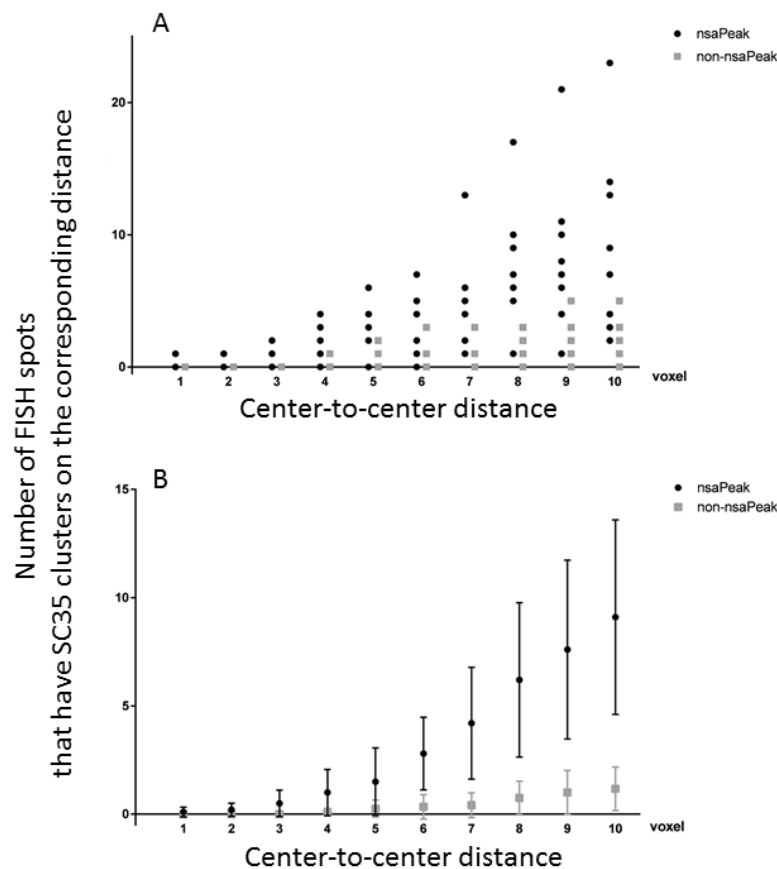 A
nsaPeak
non-nsaPeak
20
10
0
1 2 3 4 5 6 7 8 9 10 voxel
Center-to-center distance
Number of FISH spots
that have SC35 clusters on the corresponding distance
B
nsaPeak
non-nsaPeak
15
10
5
0
1 2 3 4 5 6 7 8 9 10 voxel
Center-to-center distance